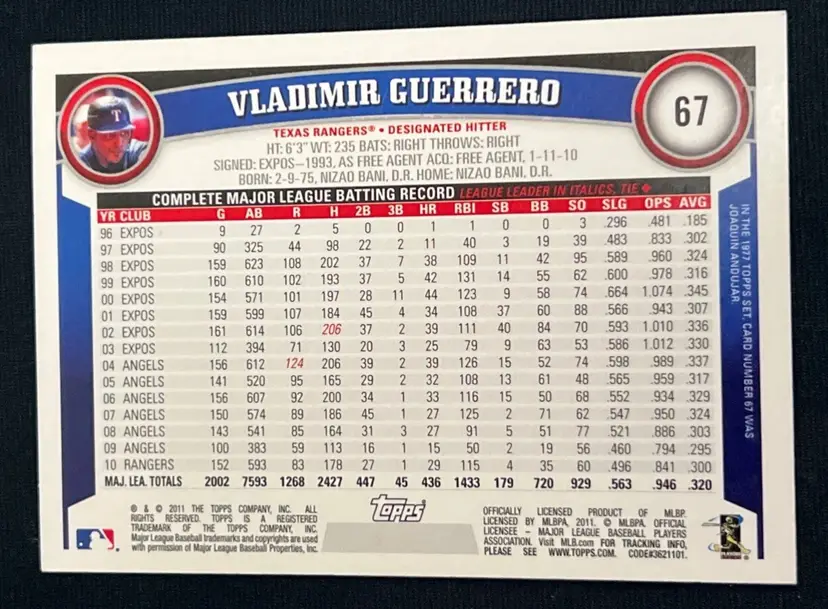 VLADIMIR GUERRERO
67
TEXAS RANGERS® • DESIGNATED HITTER
HT: 6'3" WT: 235 BATS: RIGHT THROWS: RIGHT
SIGNED: EXPOS–1993, AS FREE AGENT ACQ: FREE AGENT, 1-11-10
BORN: 2-9-75, NIZAO BANI, D.R. HOME: NIZAO BANI, D.R.
COMPLETE MAJOR LEAGUE BATTING RECORD LEAGUE LEADER IN ITALICS, TIE ♦
YR CLUB G AB R H 2B 3B HR RBI SB BB SO SLG OPS AVG
96 EXPOS 9 27 2 5 0 0 1 1 0 0 3 .296 .481 .185
97 EXPOS 90 325 44 98 22 2 11 40 3 19 39 .483 .833 .302
98 EXPOS 159 623 108 202 37 7 38 109 11 42 95 .589 .960 .324
99 EXPOS 160 610 102 193 37 5 42 131 14 55 62 .600 .978 .316
00 EXPOS 154 571 101 197 28 11 44 123 9 58 74 .664 1.074 .345
01 EXPOS 159 599 107 184 45 4 34 108 37 60 88 .566 .943 .307
02 EXPOS 161 614 106 206 37 2 39 111 40 84 70 .593 1.010 .336
03 EXPOS 112 394 71 130 20 3 25 79 9 63 53 .586 1.012 .330
04 ANGELS 156 612 124 206 39 2 39 126 15 52 74 .598 .989 .337
05 ANGELS 141 520 95 165 29 2 32 108 13 61 48 .565 .959 .317
06 ANGELS 156 607 92 200 34 1 33 116 15 50 68 .552 .934 .329
07 ANGELS 150 574 89 186 45 1 27 125 2 71 62 .547 .950 .324
08 ANGELS 143 541 85 164 31 3 27 91 5 51 77 .521 .886 .303
09 ANGELS 100 383 59 113 16 1 15 50 2 19 56 .460 .794 .295
10 RANGERS 152 593 83 178 27 1 29 115 4 35 60 .496 .841 .300
MAJ. LEA. TOTALS 2002 7593 1268 2427 447 45 436 1433 179 720 929 .563 .946 .320
IN THE 1977 TOPPS SET, CARD NUMBER 67 WAS
JOAQUIN ANDUJAR.
® & © 2011 THE TOPPS COMPANY, INC. ALL
RIGHTS RESERVED. TOPPS IS A REGISTERED
TRADEMARK OF THE TOPPS COMPANY, INC.
Major League Baseball trademarks and copyrights are used
with permission of Major League Baseball Properties, Inc.
Topps
OFFICIALLY LICENSED PRODUCT OF MLBP.
LICENSED BY MLBPA, 2011. © MLBPA, OFFICIAL
LICENSEE – MAJOR LEAGUE BASEBALL PLAYERS
ASSOCIATION. Visit MLB.com FOR TRACKING INFO,
PLEASE SEE WWW.TOPPS.COM. CODE#3621101.